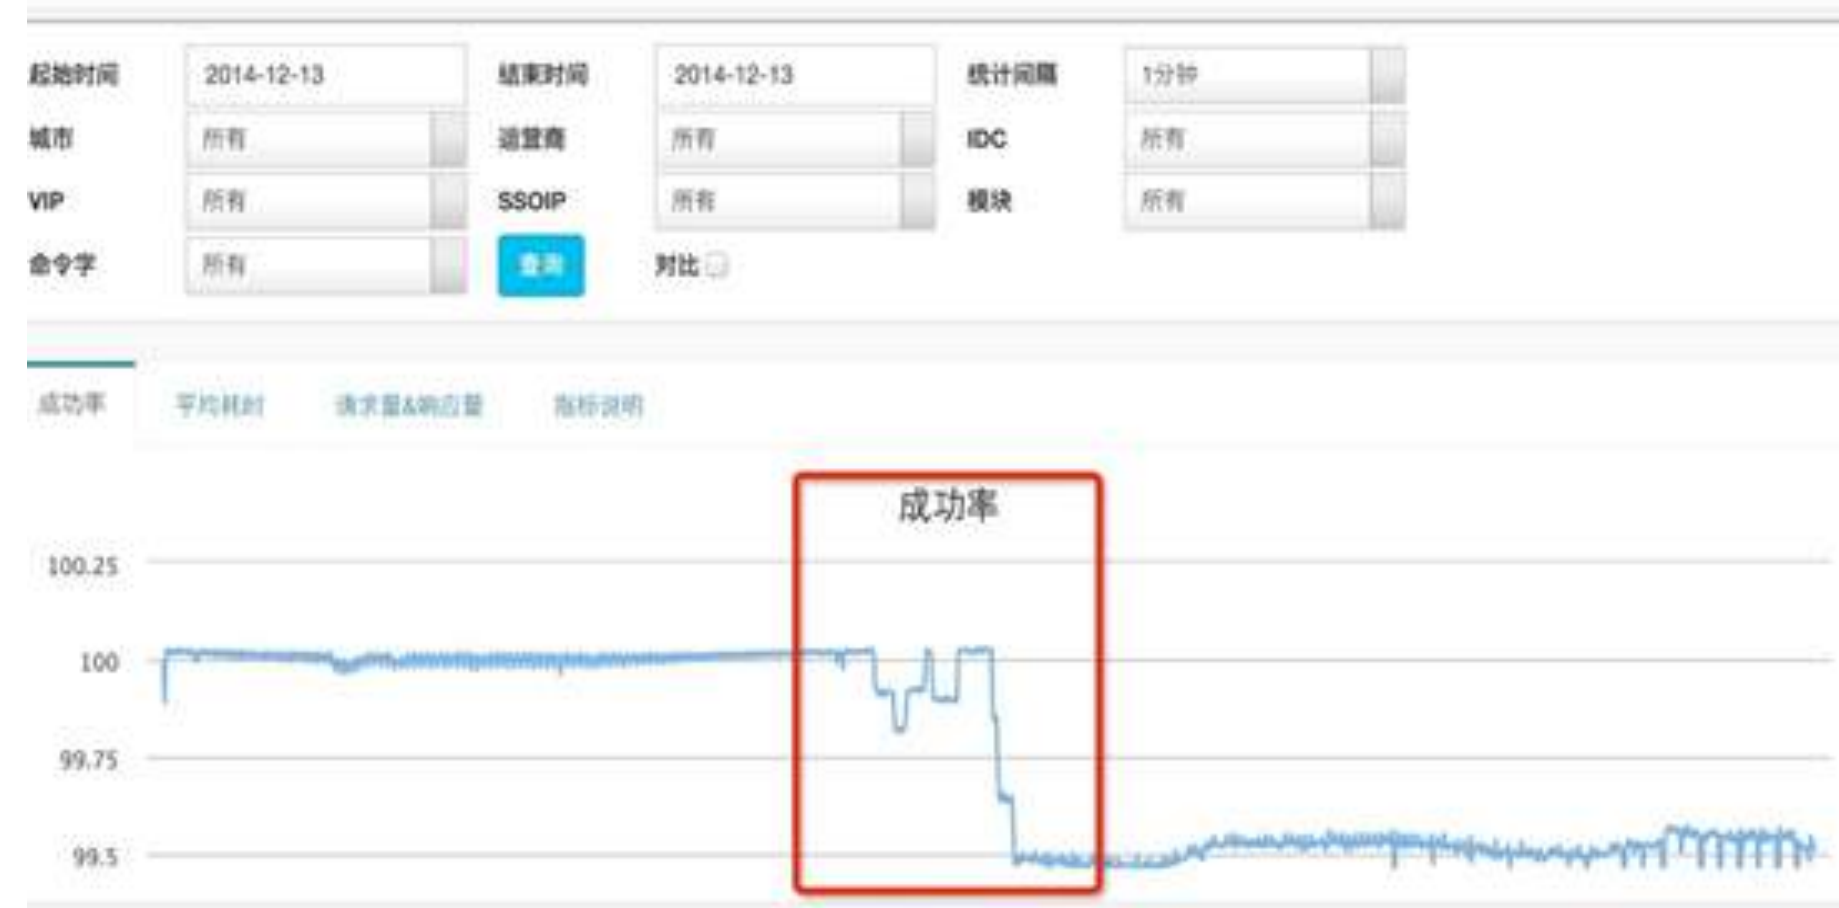 起始时间 2014-12-13 结束时间 2014-12-13 统计间隔 1分钟
城市 所有 运营商 所有 IDC 所有
VIP 所有 SSOIP 所有 模块 所有
命令字 所有 查询 对比
成功率 平均耗时 请求量&响应量 指标说明
成功率
100.25
100
99.75
99.5